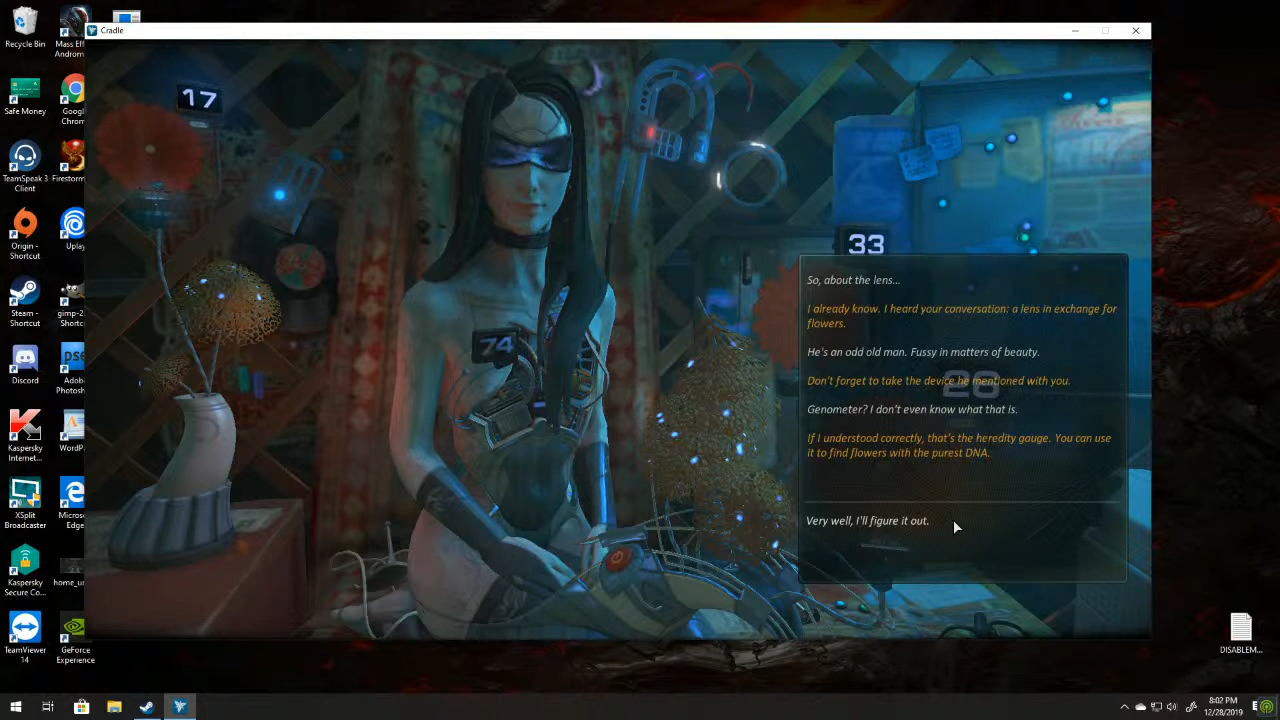 Cradle
Recycle Bin
Mass Eff...
Androm...
Safe Money
Googl
Chrom
TeamSpeak 3
Client
Firestorm
Origin -
Shortcut
Uplay
Steam -
Shortcut
gimp-2
Sho
Discord
Adob
Photosh
Kaspersky
Internet...
WordP
XSplit
Broadcaster
Micros
Edge
Kaspersky
Secure Co...
home_u
TeamViewer
14
GeForce
Experience
17
33
74
28
So, about the lens...
I already know. I heard your conversation: a lens in exchange for
flowers.
He's an odd old man. Fussy in matters of beauty.
Don't forget to take the device he mentioned with you.
Genometer? I don't even know what that is.
If I understood correctly, that's the heredity gauge. You can use
it to find flowers with the purest DNA.
Very well, I'll figure it out.
DISABLEM...
8:02 PM
12/28/2019